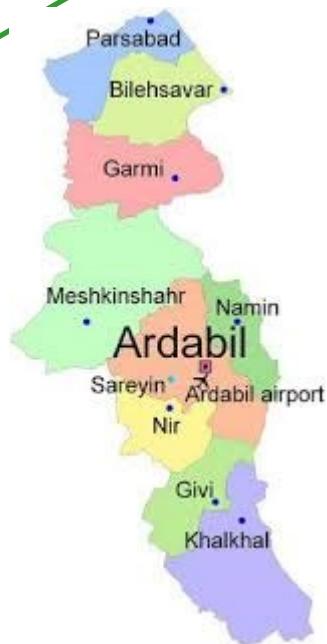 Parsabad
Bilehsavar
Garmi
Meshkinshahr
Namin
Ardabil
Sareyin
Ardabil airport
Nir
Givi
Khalkhal